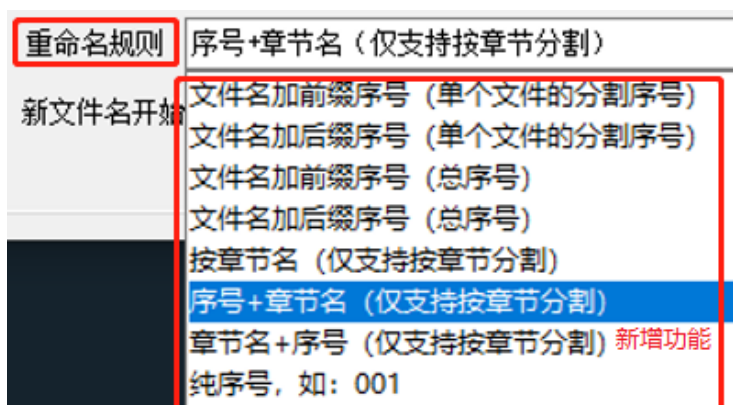 重命名规则 序号+章节名（仅支持按章节分割）
新文件名开始
文件名加前缀序号（单个文件的分割序号）
文件名加后缀序号（单个文件的分割序号）
文件名加前缀序号（总序号）
文件名加后缀序号（总序号）
按章节名（仅支持按章节分割）
序号+章节名（仅支持按章节分割）
章节名+序号（仅支持按章节分割）新增功能
纯序号，如：001